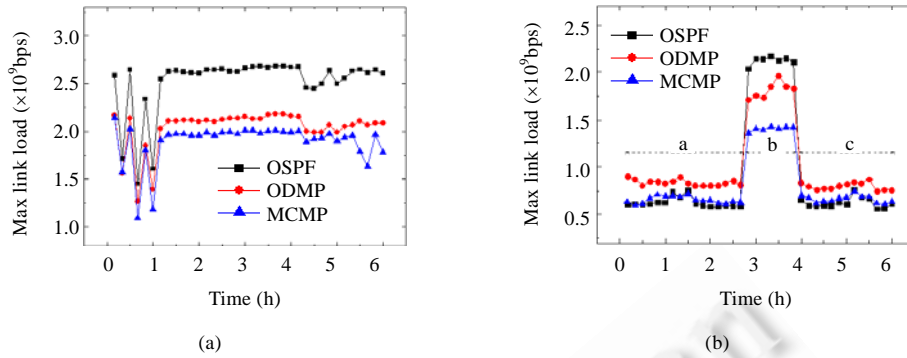 Max link load (×10⁹bps)
3.0
2.5
2.0
1.5
1.0
OSPF
ODMP
MCMP
0 1 2 3 4 5 6
Time (h)
(a)
Max link load (×10⁹bps)
2.5
2.0
1.5
1.0
0.5
OSPF
ODMP
MCMP
a b c
0 1 2 3 4 5 6
Time (h)
(b)